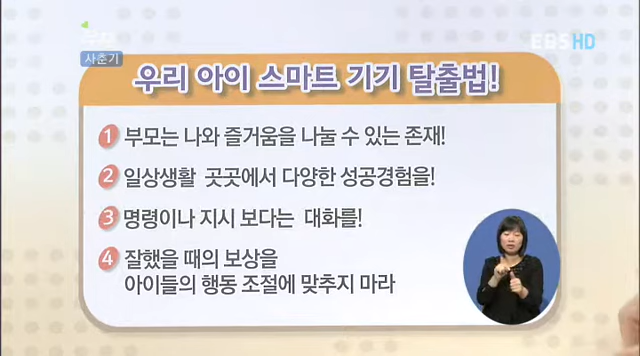 사춘기
EBS HD
우리 아이 스마트 기기 탈출법!
1 부모는 나와 즐거움을 나눌 수 있는 존재!
2 일상생활 곳곳에서 다양한 성공경험을!
3 명령이나 지시 보다는 대화를!
4 잘했을 때의 보상을
아이들의 행동 조절에 맞추지 마라